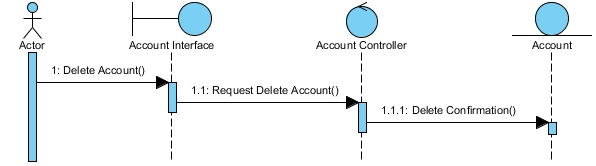 Actor
Account Interface
Account Controller
Account
1: Delete Account()
1.1: Request Delete Account()
1.1.1: Delete Confirmation()